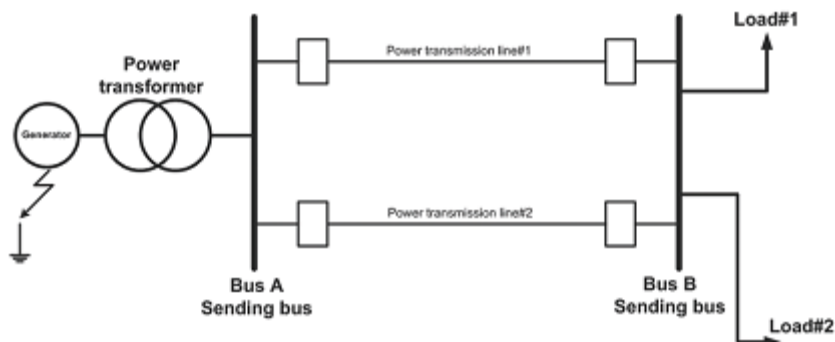 Load#1
Power transmission line#1
Power
transformer
Generator
Power transmission line#2
Bus A
Sending bus
Bus B
Sending bus
Load#2